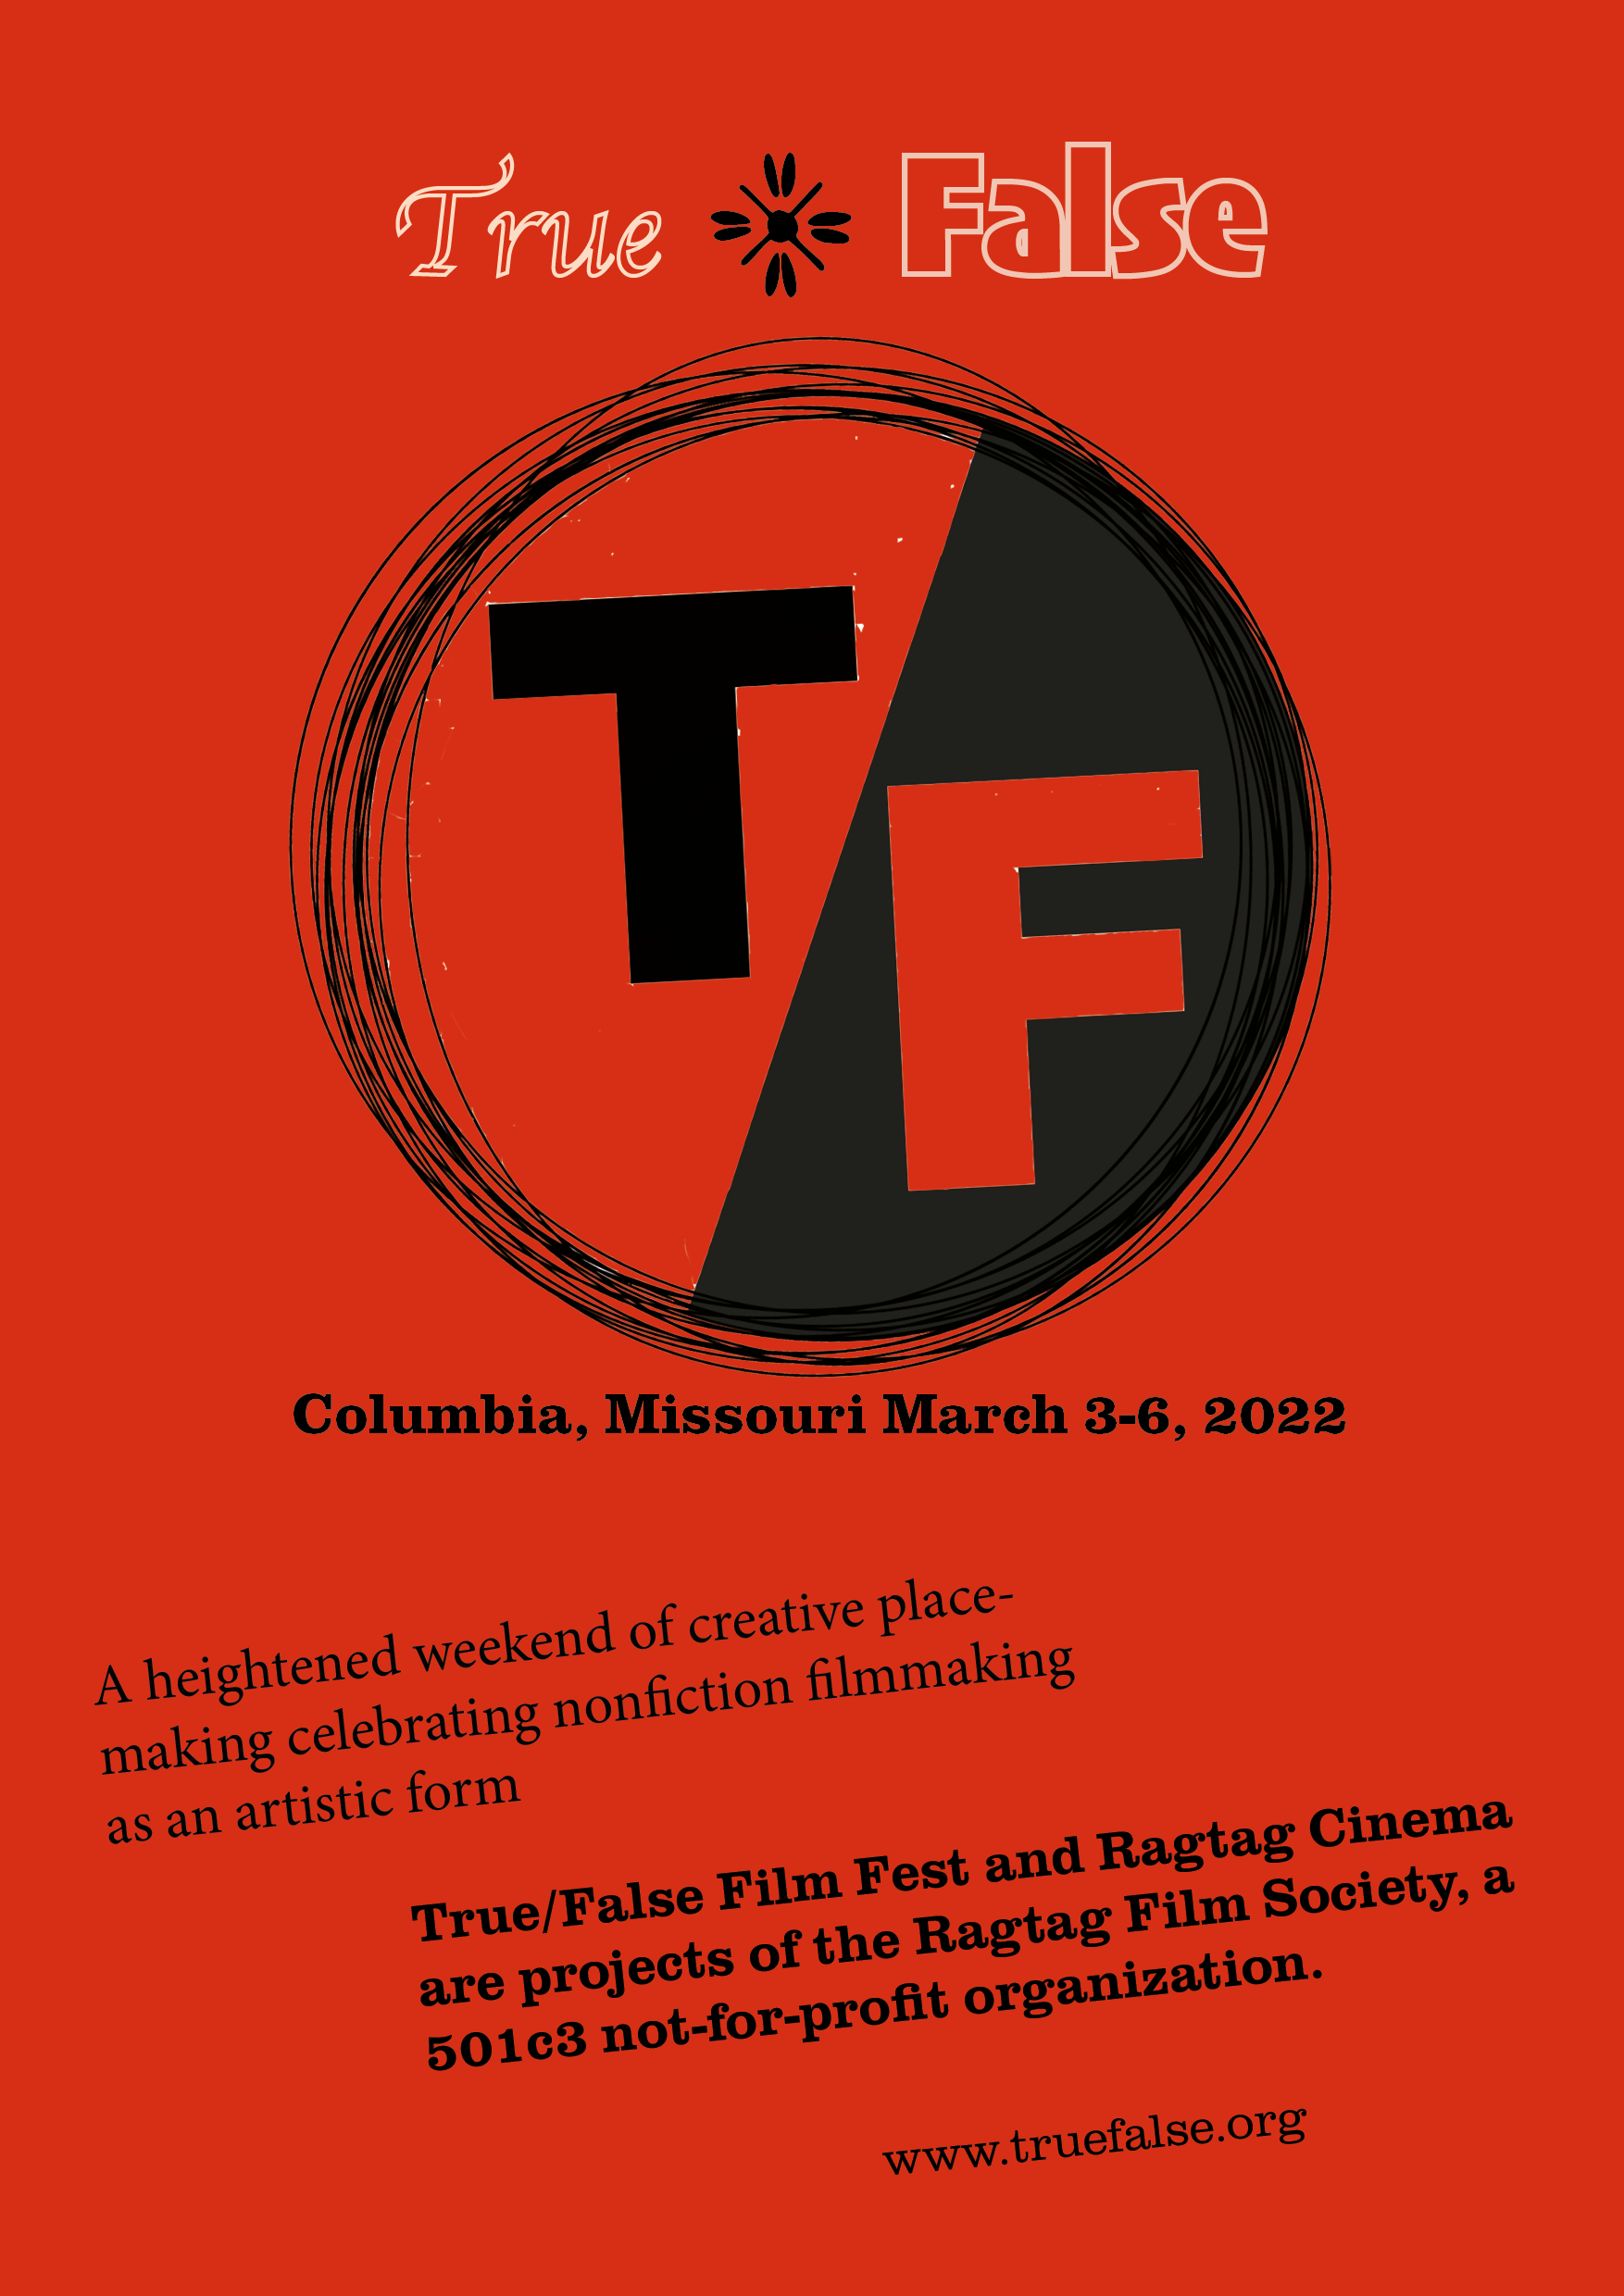 True False
T F
Columbia, Missouri March 3-6, 2022
A heightened weekend of creative place-
making celebrating nonfiction filmmaking
as an artistic form
True/False Film Fest and Ragtag Cinema
are projects of the Ragtag Film Society, a
501c3 not-for-profit organization.
www.truefalse.org